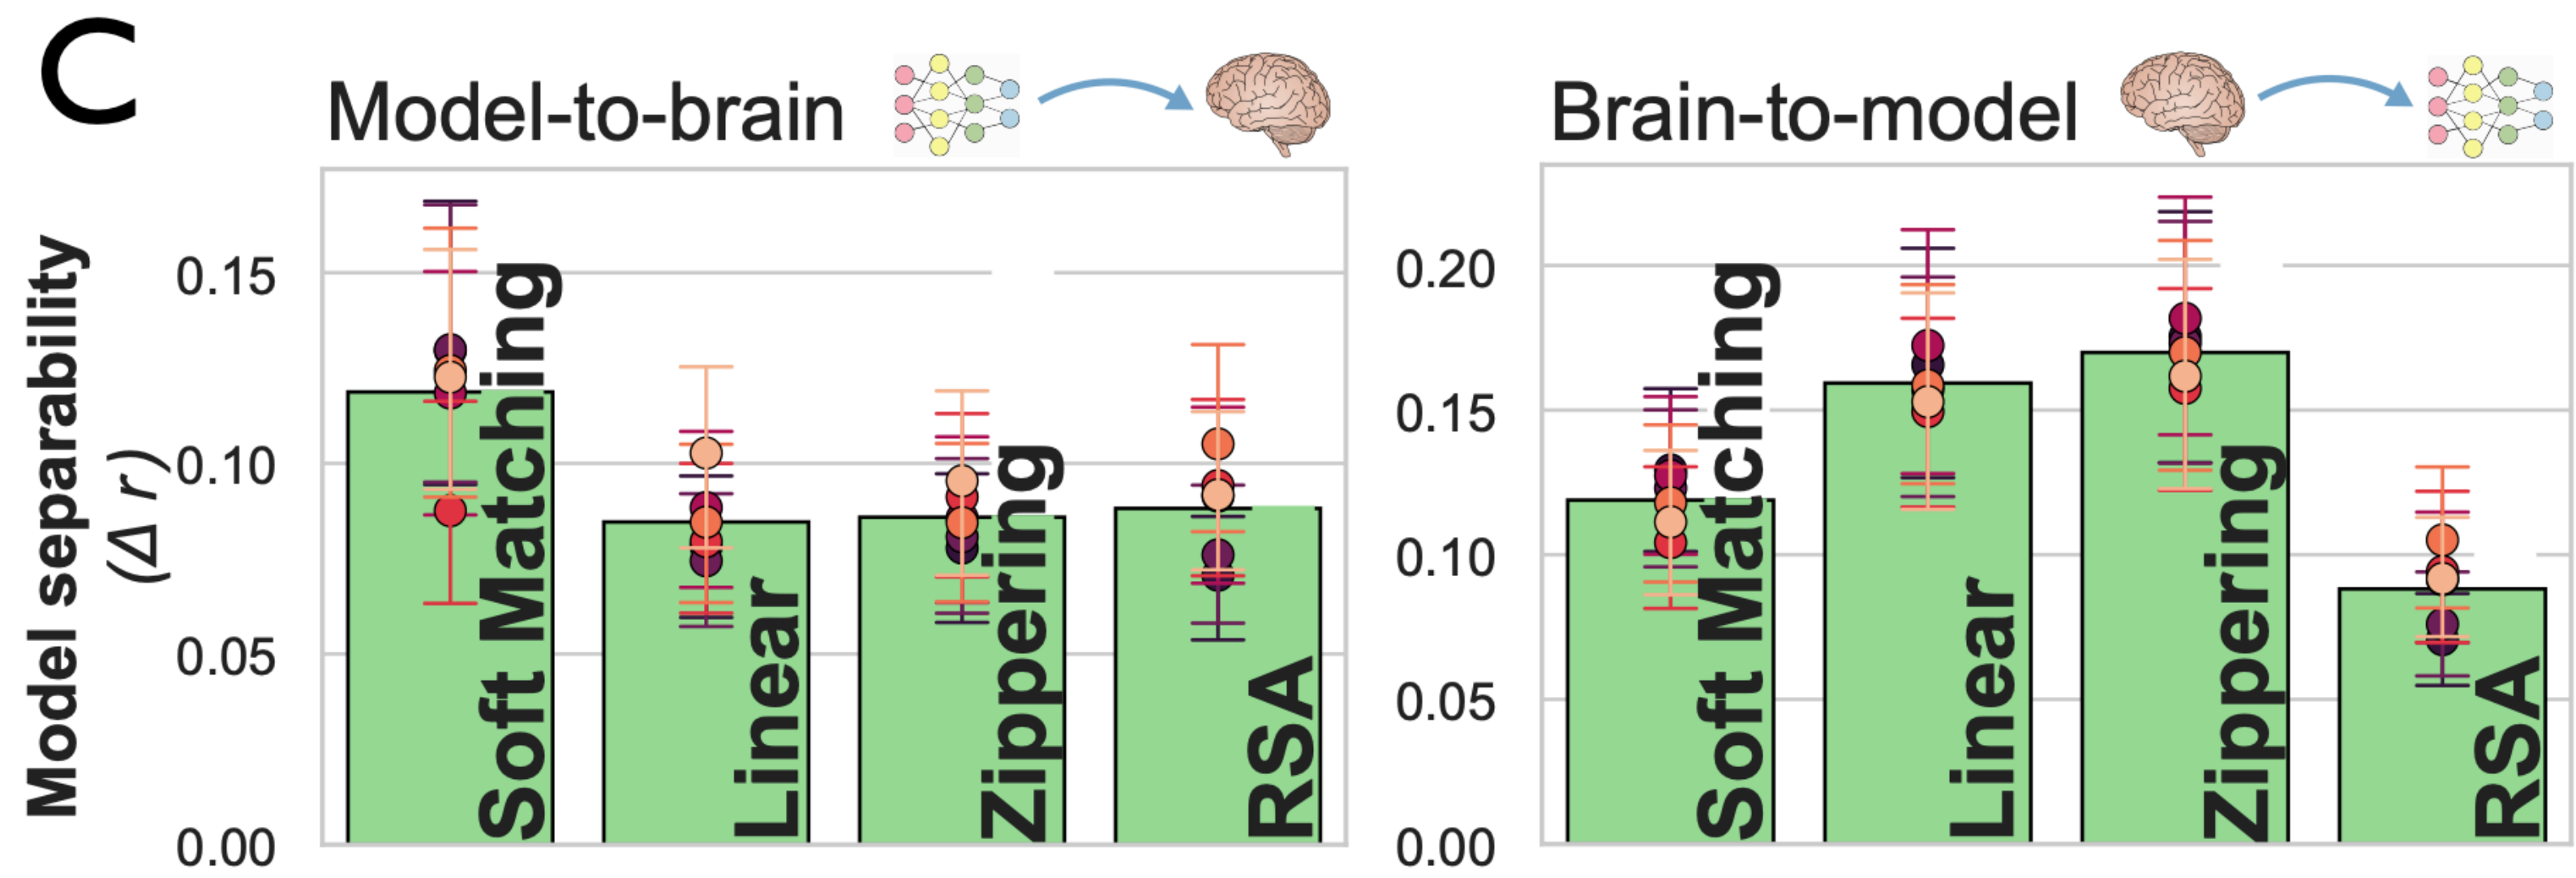 C
Model-to-brain
Model separability
(Δ r)
0.15
0.10
0.05
0.00
Soft Matching
Linear
Zippering
RSA
Brain-to-model
0.20
0.15
0.10
0.05
0.00
Soft Matching
Linear
Zippering
RSA